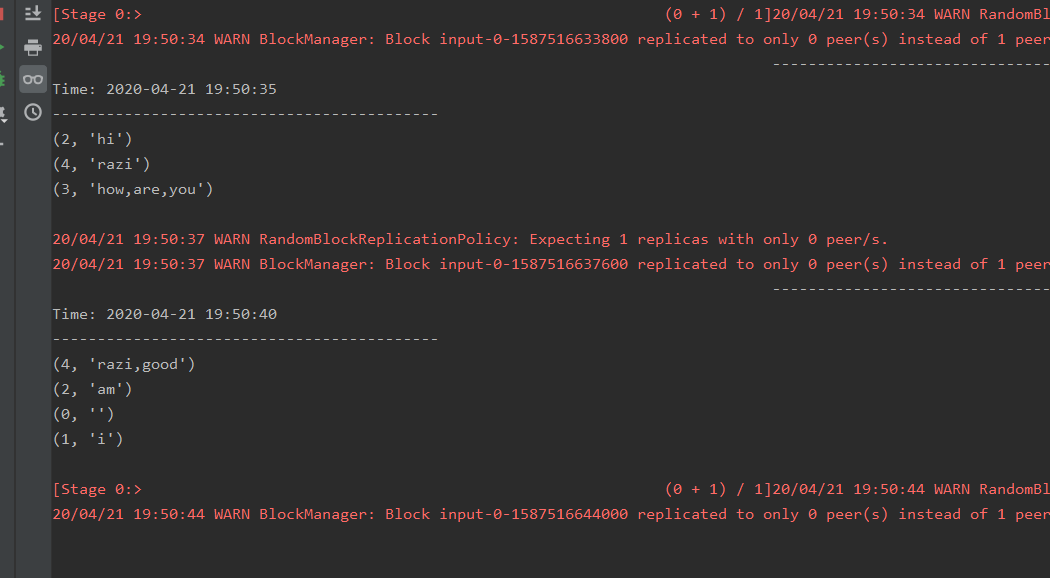 [Stage 0:> (0 + 1) / 1]20/04/21 19:50:34 WARN RandomBl
20/04/21 19:50:34 WARN BlockManager: Block input-0-1587516633800 replicated to only 0 peer(s) instead of 1 peer
-------------------------------
Time: 2020-04-21 19:50:35
-------------------------------------------
(2, 'hi')
(4, 'razi')
(3, 'how,are,you')
20/04/21 19:50:37 WARN RandomBlockReplicationPolicy: Expecting 1 replicas with only 0 peer/s.
20/04/21 19:50:37 WARN BlockManager: Block input-0-1587516637600 replicated to only 0 peer(s) instead of 1 peer
-------------------------------
Time: 2020-04-21 19:50:40
-------------------------------------------
(4, 'razi,good')
(2, 'am')
(0, '')
(1, 'i')
[Stage 0:> (0 + 1) / 1]20/04/21 19:50:44 WARN RandomBl
20/04/21 19:50:44 WARN BlockManager: Block input-0-1587516644000 replicated to only 0 peer(s) instead of 1 peer